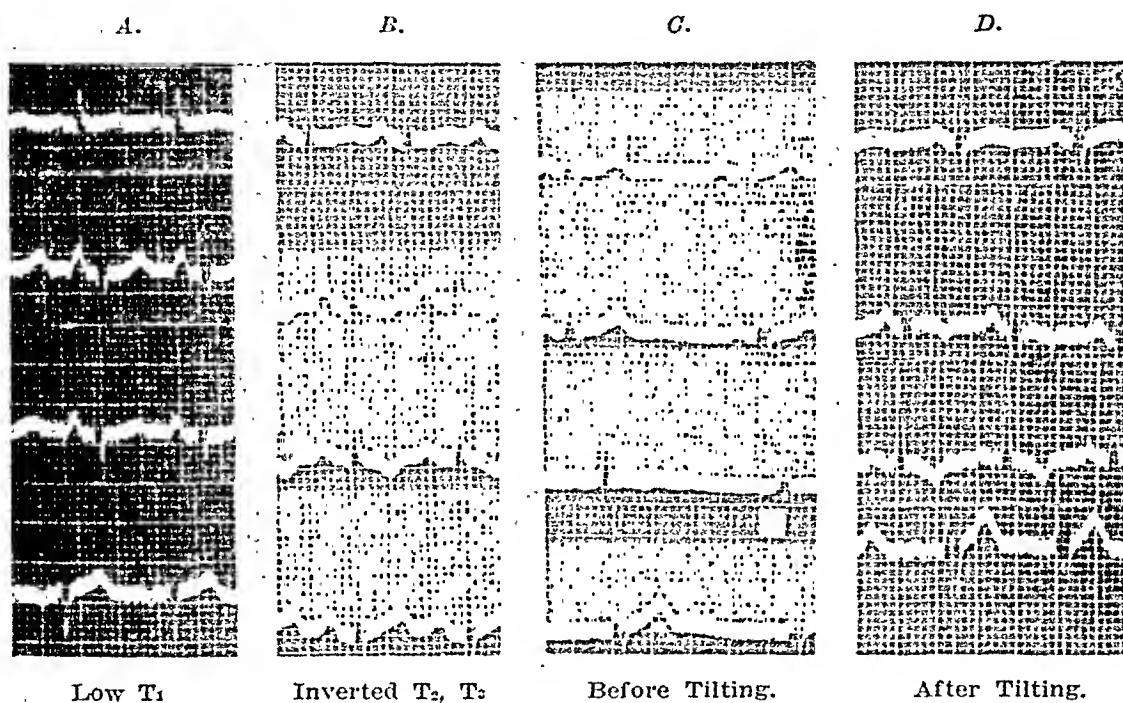 A. B. C. D.
Low T₁ Inverted T₂, T₃ Before Tilting. After Tilting.